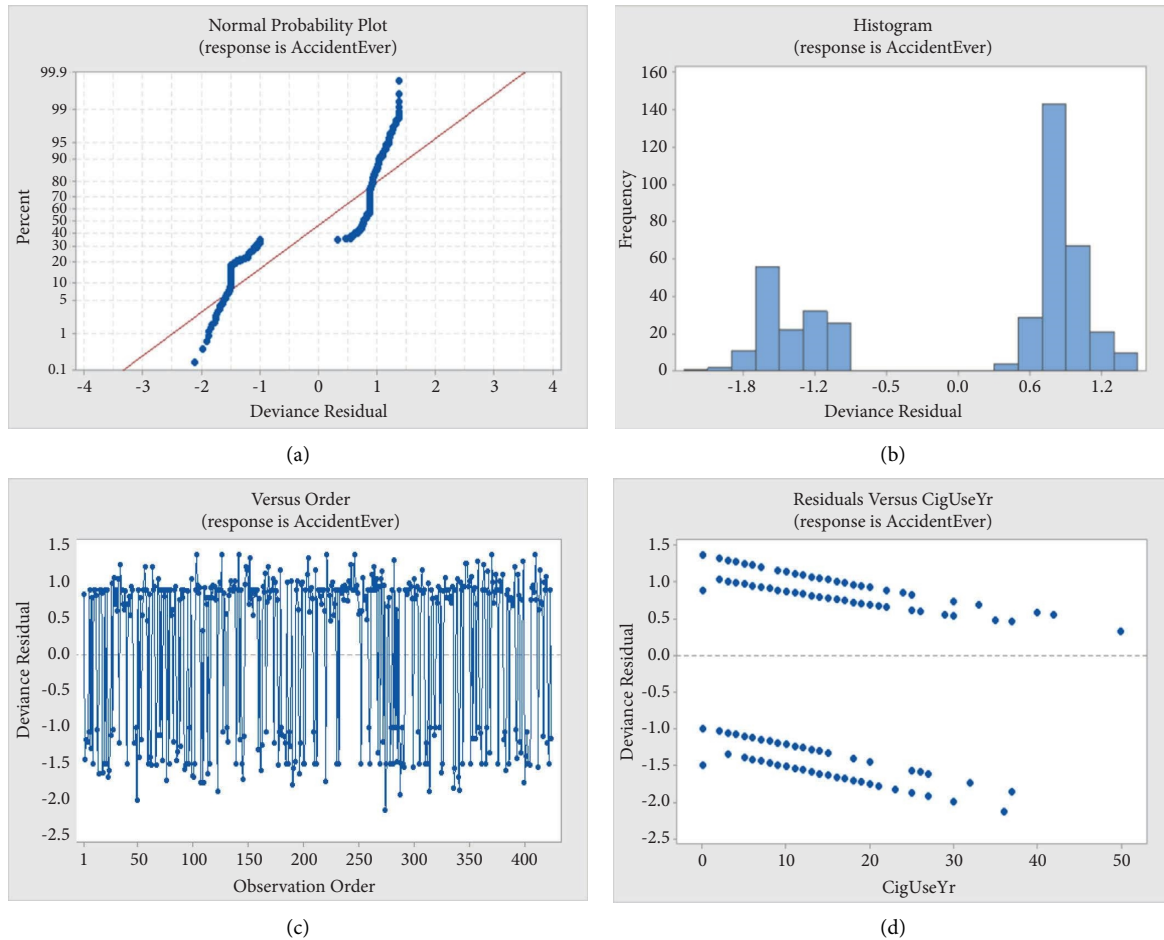 Normal Probability Plot
(response is AccidentEver)
99.9
99
95
90
80
70
60
50
40
30
20
10
5
1
0.1
Percent
-4 -3 -2 -1 0 1 2 3 4
Deviance Residual
(a)
Histogram
(response is AccidentEver)
160
140
120
100
80
60
40
20
0
Frequency
-1.8 -1.2 -0.5 0.0 0.6 1.2
Deviance Residual
(b)
Versus Order
(response is AccidentEver)
1.5
1.0
0.5
0.0
-0.5
-1.0
-1.5
-2.0
-2.5
Deviance Residual
1 50 100 150 200 250 300 350 400
Observation Order
(c)
Residuals Versus CigUseYr
(response is AccidentEver)
1.5
1.0
0.5
0.0
-0.5
-1.0
-1.5
-2.0
-2.5
Deviance Residual
0 10 20 30 40 50
CigUseYr
(d)